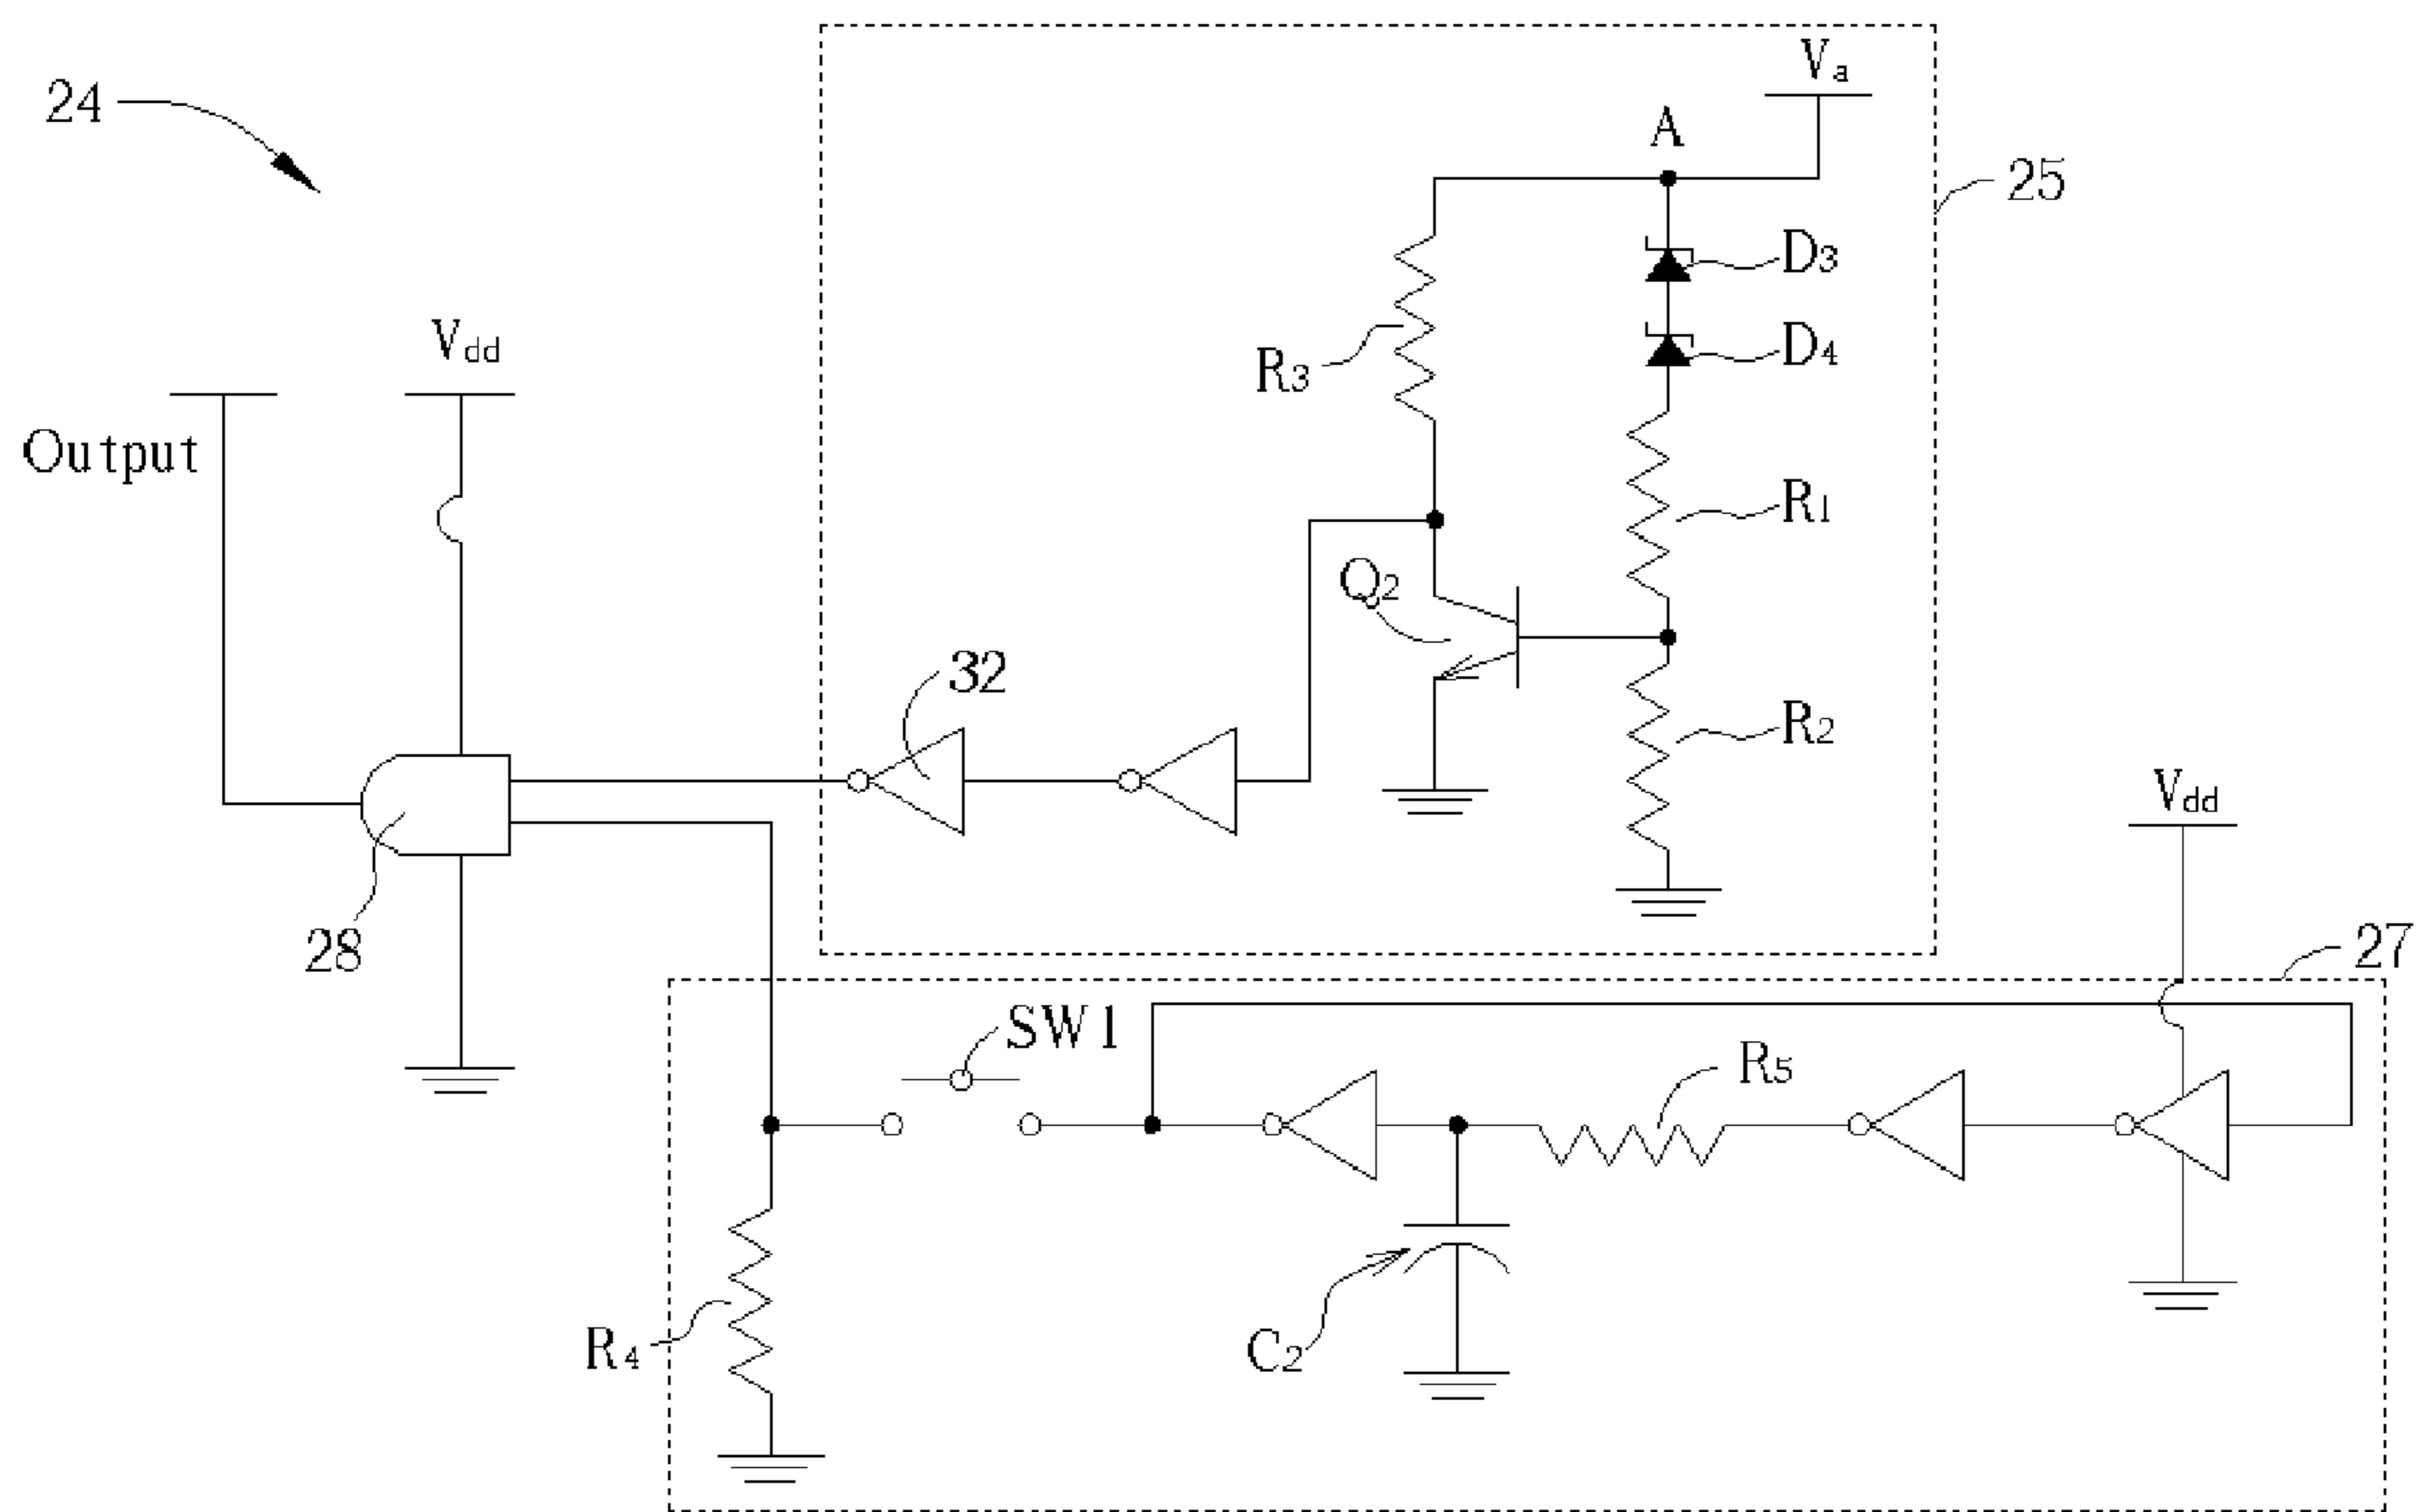 24
Va
A
25
D3
Vdd
D4
R3
Output
R1
Q2
32
R2
Vdd
28
27
SW1
R5
R4
C2